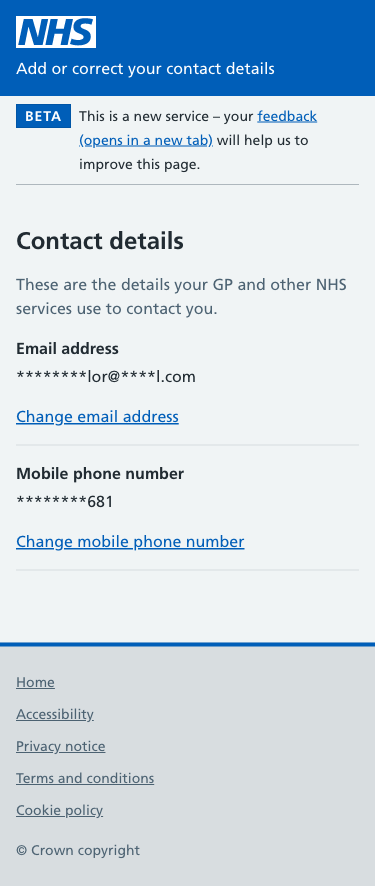 NHS
Add or correct your contact details
BETA This is a new service – your feedback
(opens in a new tab) will help us to
improve this page.
Contact details
These are the details your GP and other NHS
services use to contact you.
Email address
********lor@****l.com
Change email address
Mobile phone number
********681
Change mobile phone number
Home
Accessibility
Privacy notice
Terms and conditions
Cookie policy
© Crown copyright